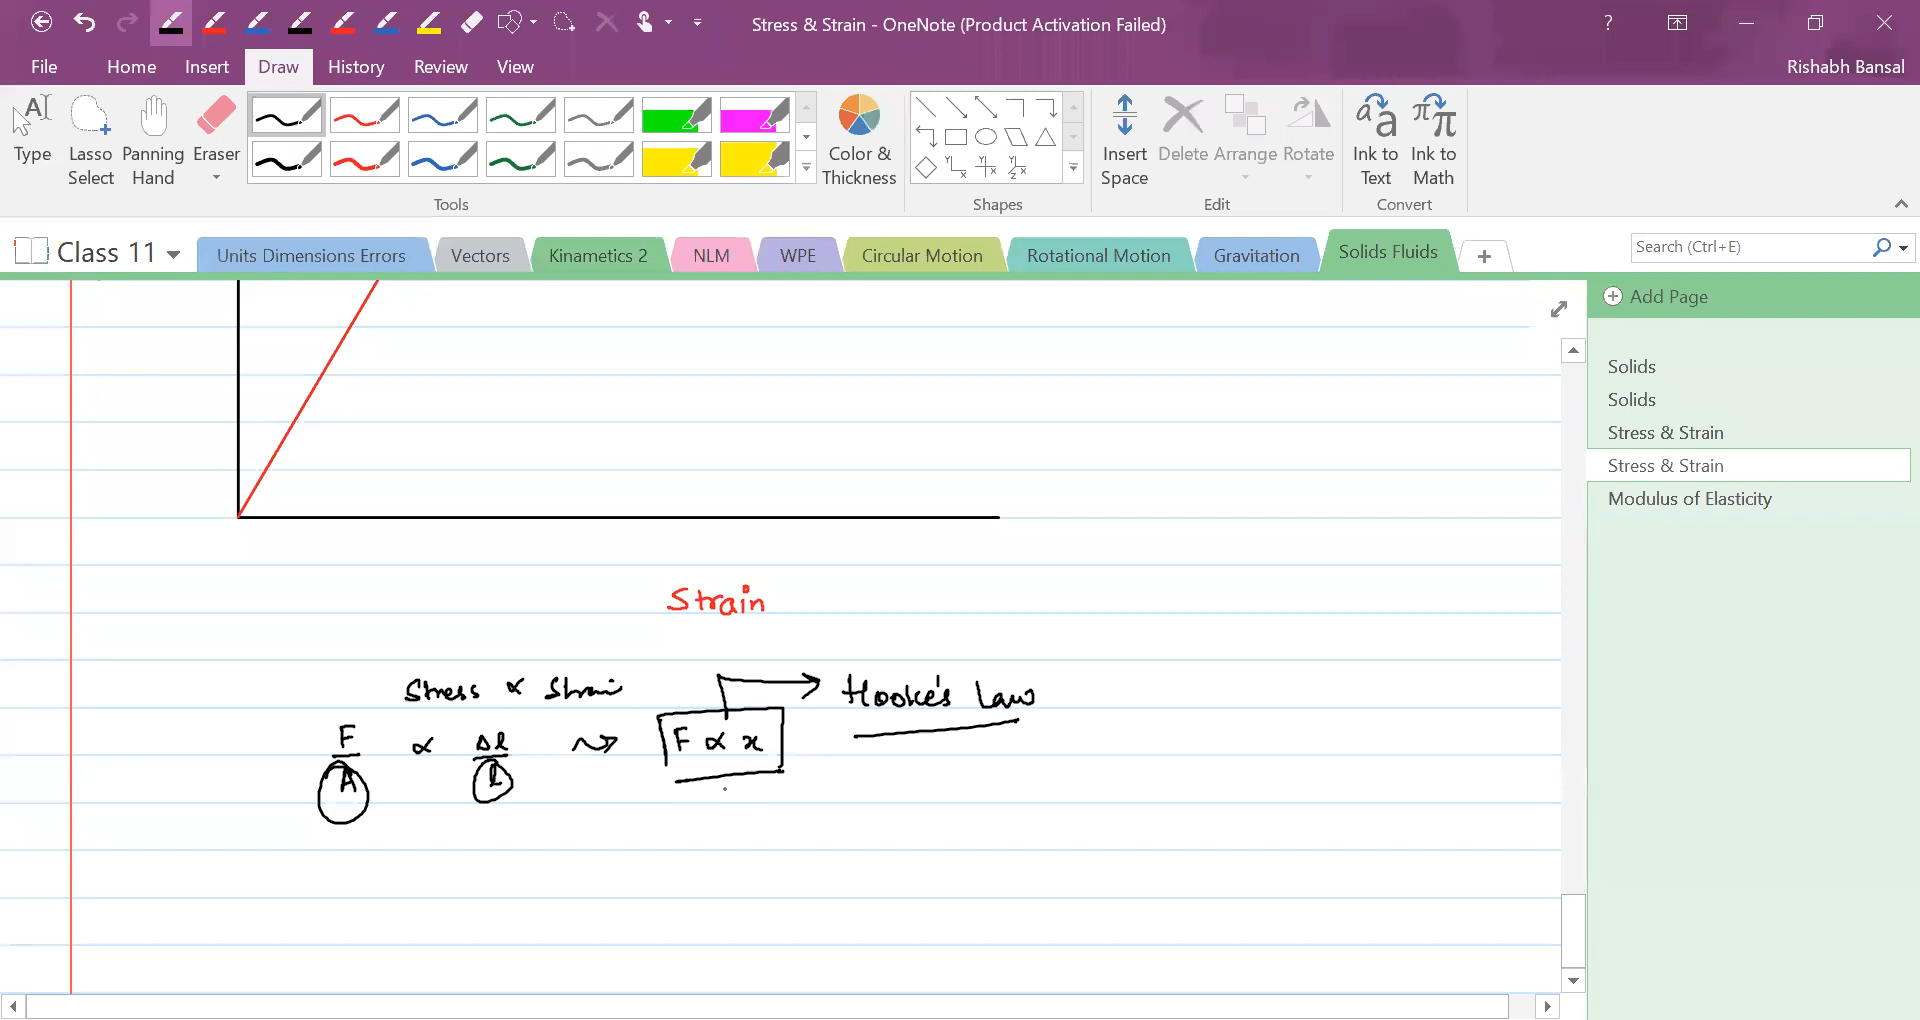 Stress & Strain - OneNote (Product Activation Failed)
?
File Home Insert Draw History Review View
Rishabh Bansal
Type
Lasso Select
Panning Hand
Eraser
Color & Thickness
Insert Space
Delete
Arrange
Rotate
Ink to Text
Ink to Math
Tools
Shapes
Edit
Convert
Class 11
Units Dimensions Errors
Vectors
Kinametics 2
NLM
WPE
Circular Motion
Rotational Motion
Gravitation
Solids Fluids
Search (Ctrl+E)
Add Page
Solids
Solids
Stress & Strain
Stress & Strain
Modulus of Elasticity
Strain
Stress ∝ Strain
F/A ∝ Δl/l ⇝ F ∝ x → Hooke's Law